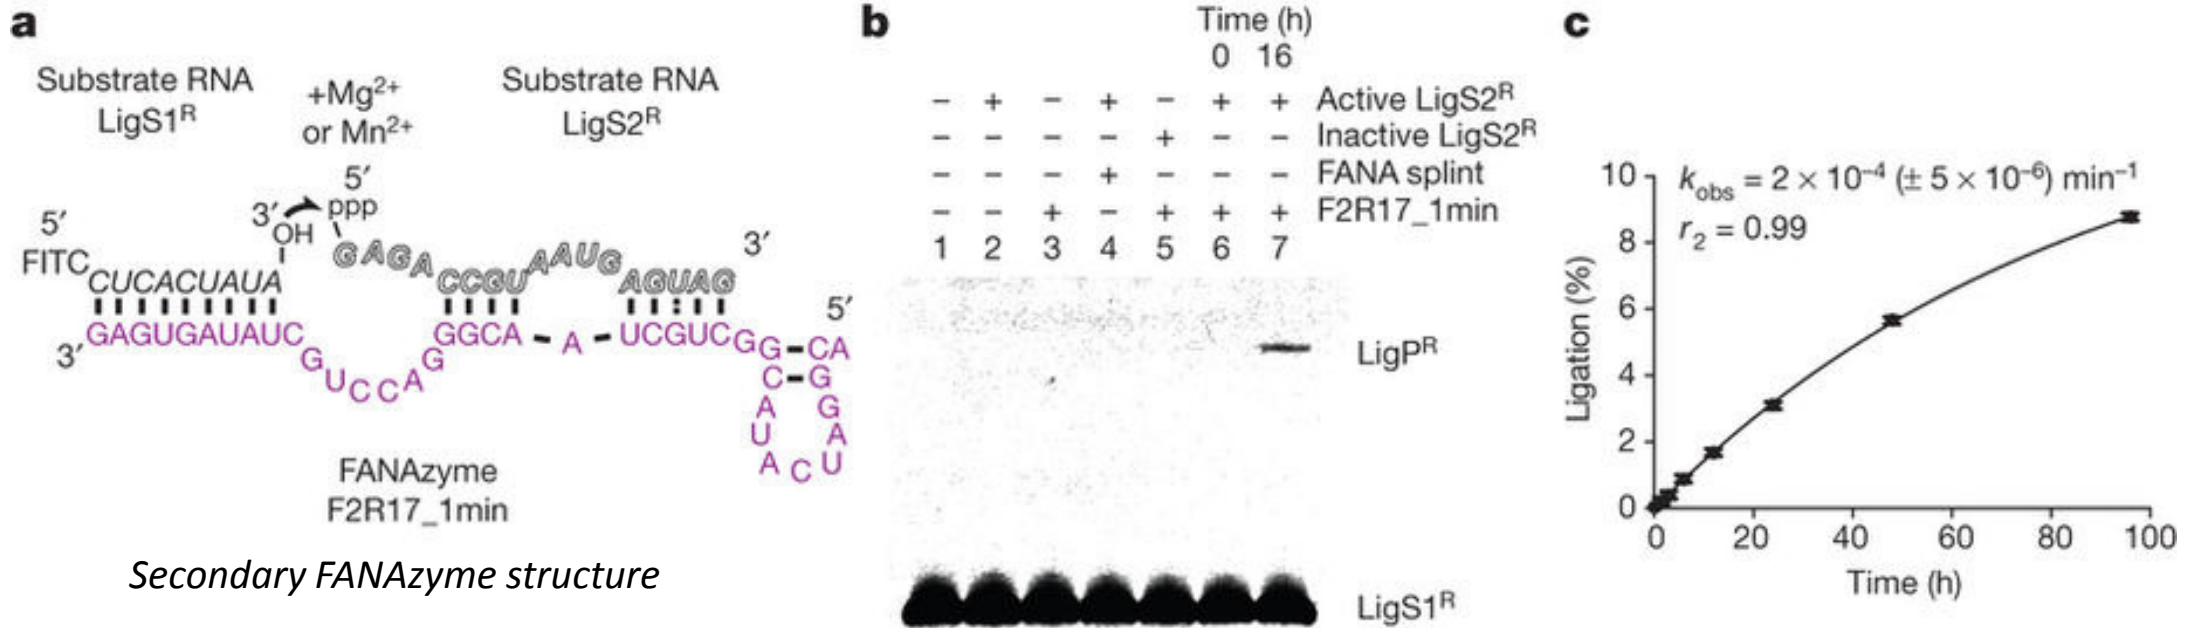 a
Substrate RNA
LigS1ᴿ
+Mg²⁺
or Mn²⁺
Substrate RNA
LigS2ᴿ
5′
ppp
3′
OH
5′
FITC
CUCACUAUA
GAGA
CCGU
AAUG
AGUAG
3′
3′
GAGUGAUAUC
GUCCAG
GGCA
A
UCGUCG
G CA
5′
C G
A G
U A
A C U
FANAzyme
F2R17_1min
Secondary FANAzyme structure
b
Time (h)
0 16
– + – + – + + Active LigS2ᴿ
– – – – + – – Inactive LigS2ᴿ
– – – + – – – FANA splint
– – + – + + + F2R17_1min
1 2 3 4 5 6 7
LigPᴿ
LigS1ᴿ
c
kobs = 2 × 10⁻⁴ (± 5 × 10⁻⁶) min⁻¹
r₂ = 0.99
Ligation (%)
10
8
6
4
2
0
0 20 40 60 80 100
Time (h)